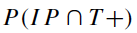 P(IP ∩ T+)